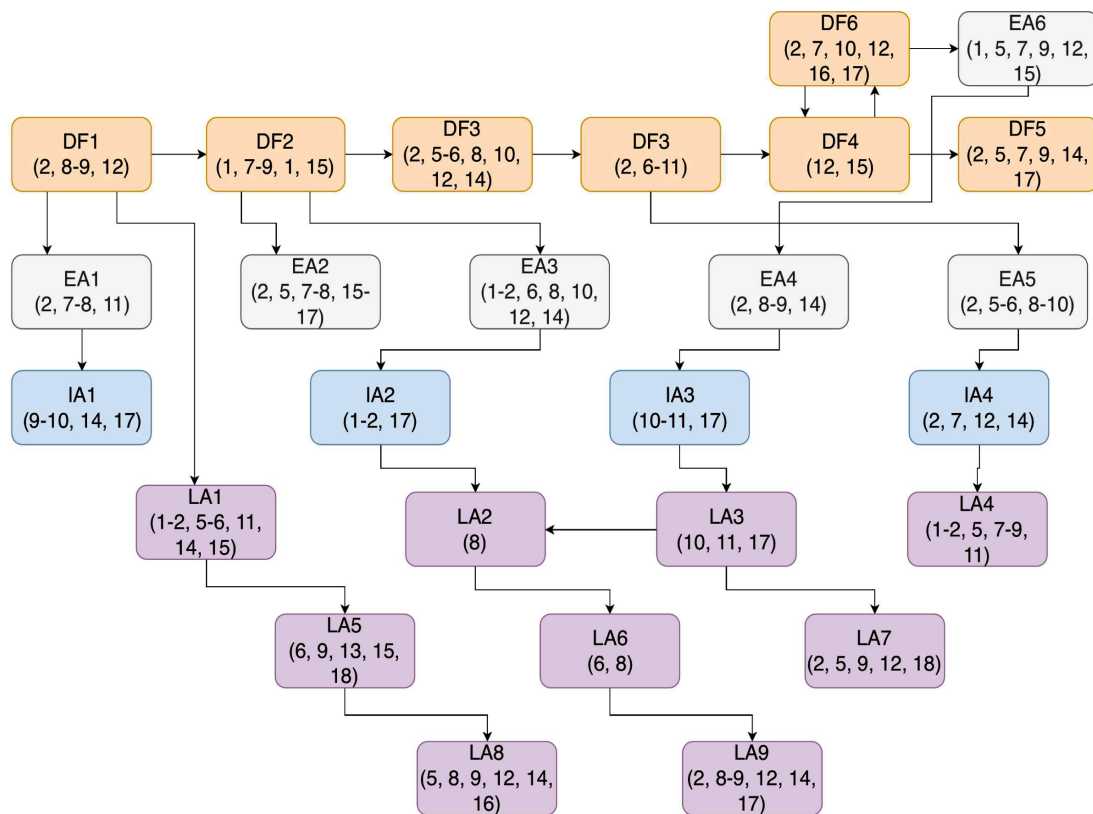 DF6
(2, 7, 10, 12,
16, 17)
EA6
(1, 5, 7, 9, 12,
15)
DF1
(2, 8-9, 12)
DF2
(1, 7-9, 1, 15)
DF3
(2, 5-6, 8, 10,
12, 14)
DF3
(2, 6-11)
DF4
(12, 15)
DF5
(2, 5, 7, 9, 14,
17)
EA1
(2, 7-8, 11)
EA2
(2, 5, 7-8, 15-
17)
EA3
(1-2, 6, 8, 10,
12, 14)
EA4
(2, 8-9, 14)
EA5
(2, 5-6, 8-10)
IA1
(9-10, 14, 17)
IA2
(1-2, 17)
IA3
(10-11, 17)
IA4
(2, 7, 12, 14)
LA1
(1-2, 5-6, 11,
14, 15)
LA2
(8)
LA3
(10, 11, 17)
LA4
(1-2, 5, 7-9,
11)
LA5
(6, 9, 13, 15,
18)
LA6
(6, 8)
LA7
(2, 5, 9, 12, 18)
LA8
(5, 8, 9, 12, 14,
16)
LA9
(2, 8-9, 12, 14,
17)